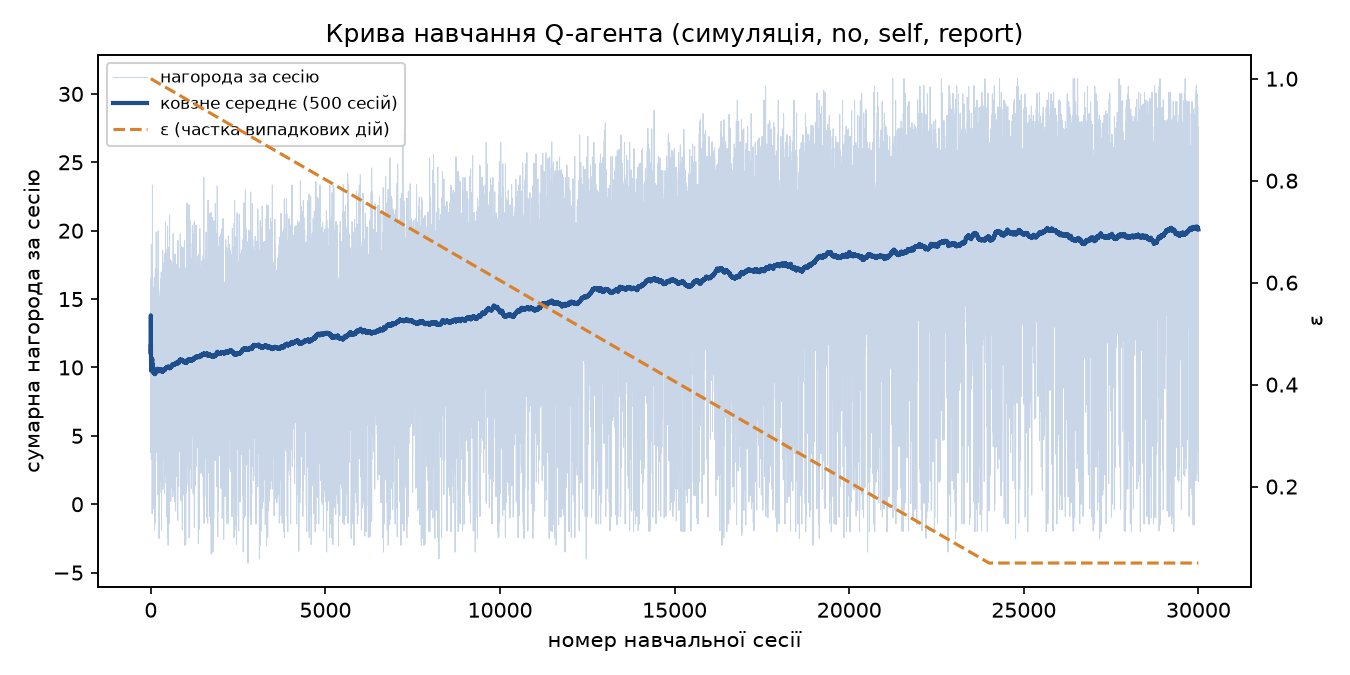 Крива навчання Q-агента (симуляція, no, self, report)
нагорода за сесію
ковзне середнє (500 сесій)
ε (частка випадкових дій)
сумарна нагорода за сесію
30
25
20
15
10
5
0
−5
1.0
0.8
0.6
0.4
0.2
ε
0
5000
10000
15000
20000
25000
30000
номер навчальної сесії